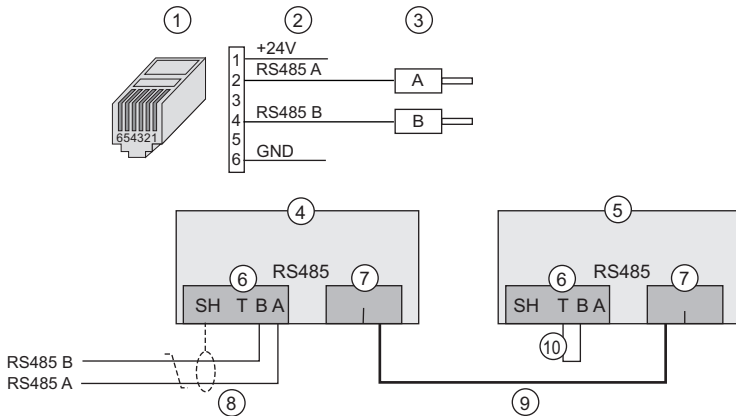 1 2 3
1 +24V
2 RS485 A A
3
4 RS485 B B
5
6 GND
654321
4 5
6 RS485 7 6 RS485 7
SH T B A SH T B A
10
RS485 B
RS485 A
8 9